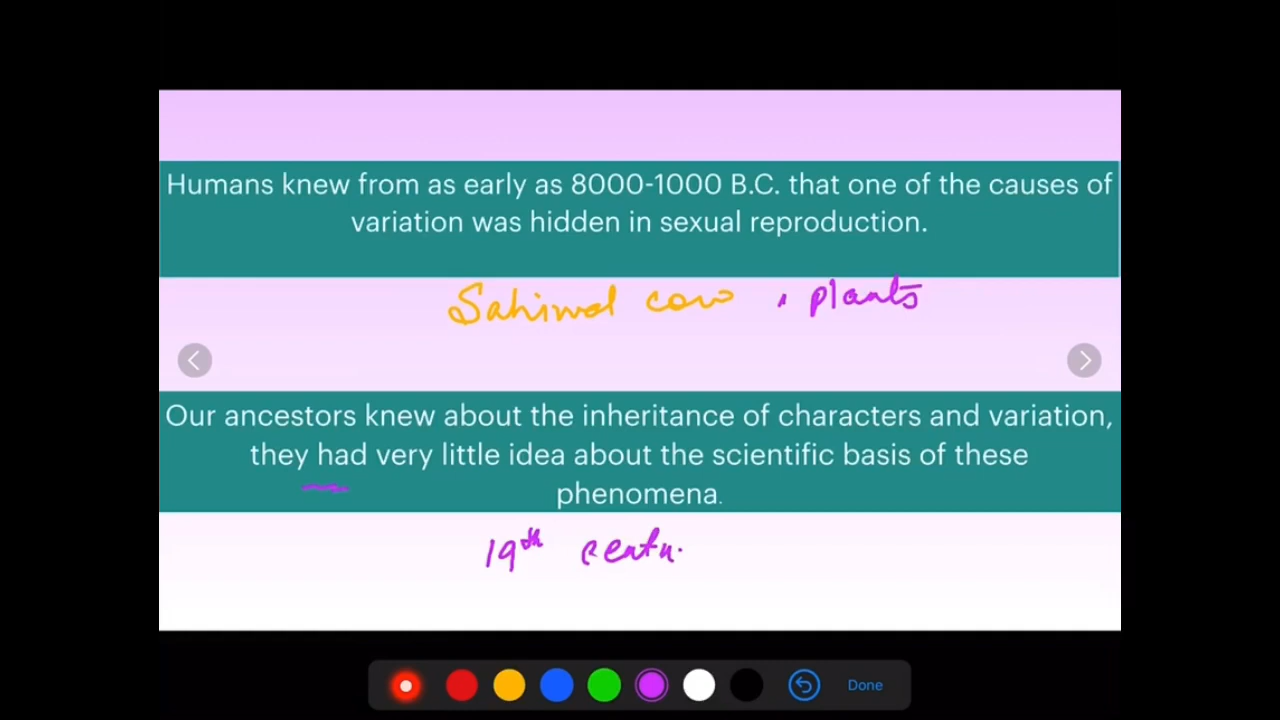 Humans knew from as early as 8000-1000 B.C. that one of the causes of
variation was hidden in sexual reproduction.
Sahiwal cow , plants
Our ancestors knew about the inheritance of characters and variation,
they had very little idea about the scientific basis of these
phenomena.
19th centu.
Done